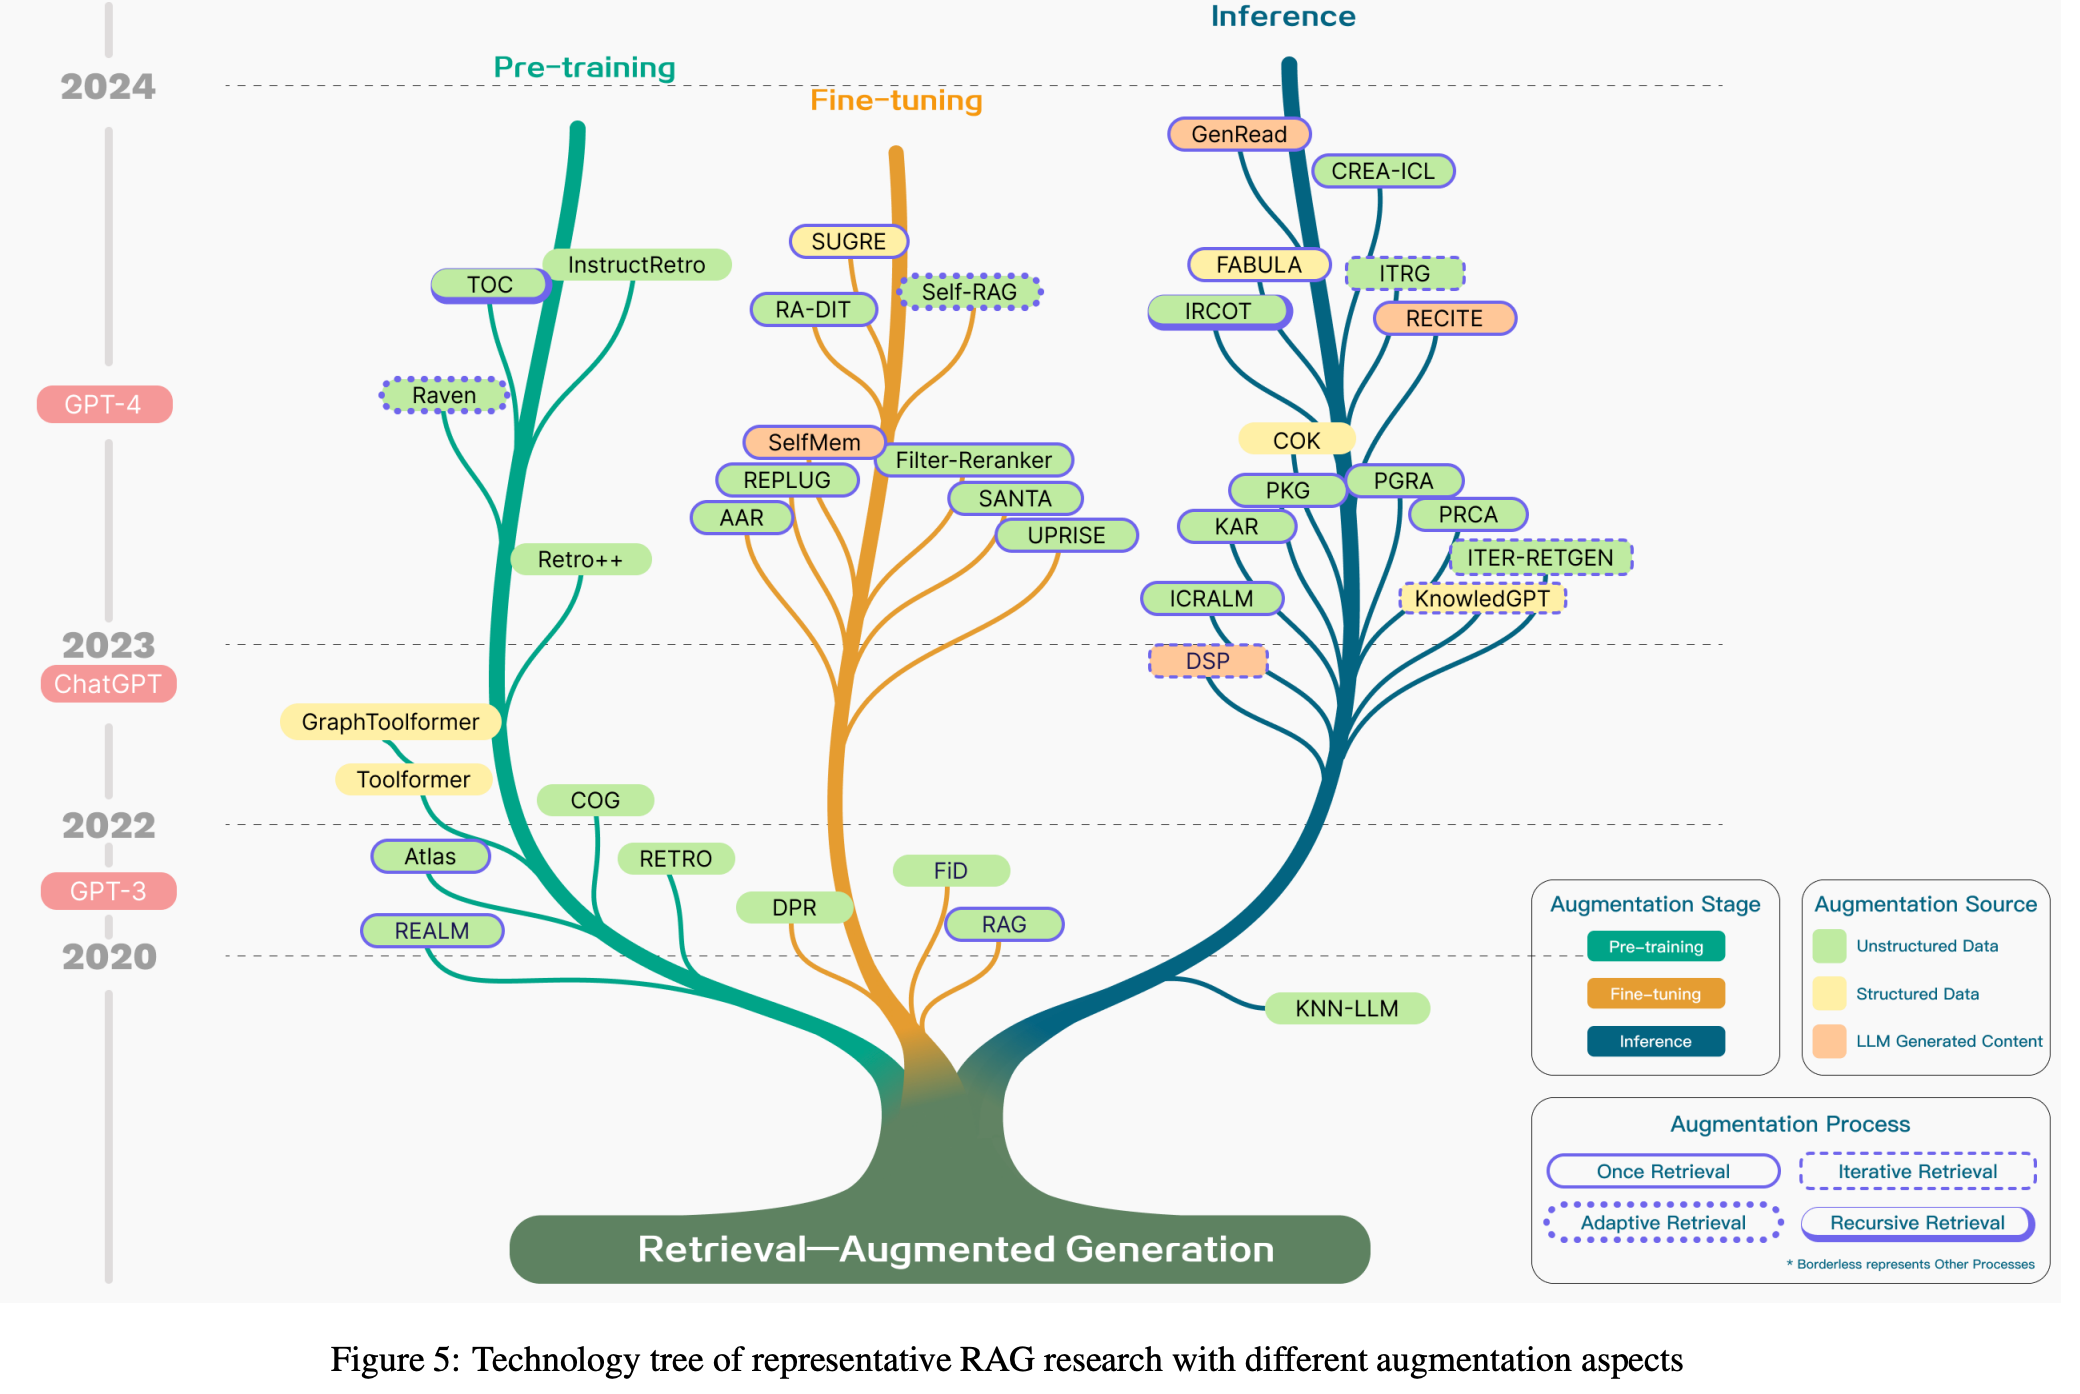 Inference
Pre-training
2024
Fine-tuning
GenRead
CREA-ICL
SUGRE
InstructRetro
FABULA
ITRG
TOC
Self-RAG
RA-DIT
IRCOT
RECITE
Raven
GPT-4
COK
SelfMem
Filter-Reranker
REPLUG
PGRA
PKG
SANTA
AAR
PRCA
KAR
UPRISE
Retro++
ITER-RETGEN
ICRALM
KnowledGPT
2023
DSP
ChatGPT
GraphToolformer
Toolformer
COG
2022
Atlas
RETRO
FiD
GPT-3
DPR
RAG
REALM
2020
KNN-LLM
Augmentation Stage
Pre-training
Fine-tuning
Inference
Augmentation Source
Unstructured Data
Structured Data
LLM Generated Content
Augmentation Process
Once Retrieval
Iterative Retrieval
Adaptive Retrieval
Recursive Retrieval
* Borderless represents Other Processes
Retrieval—Augmented Generation
Figure 5: Technology tree of representative RAG research with different augmentation aspects